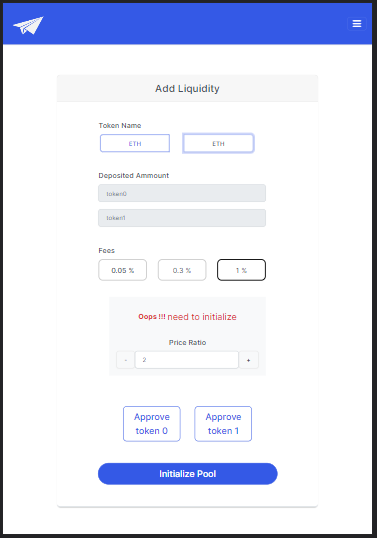 Add Liquidity
Token Name
ETH ETH
Deposited Ammount
token0
token1
Fees
0.05 % 0.3 % 1 %
Oops !!! need to initialize
Price Ratio
- 2 +
Approve token 0 Approve token 1
Initialize Pool